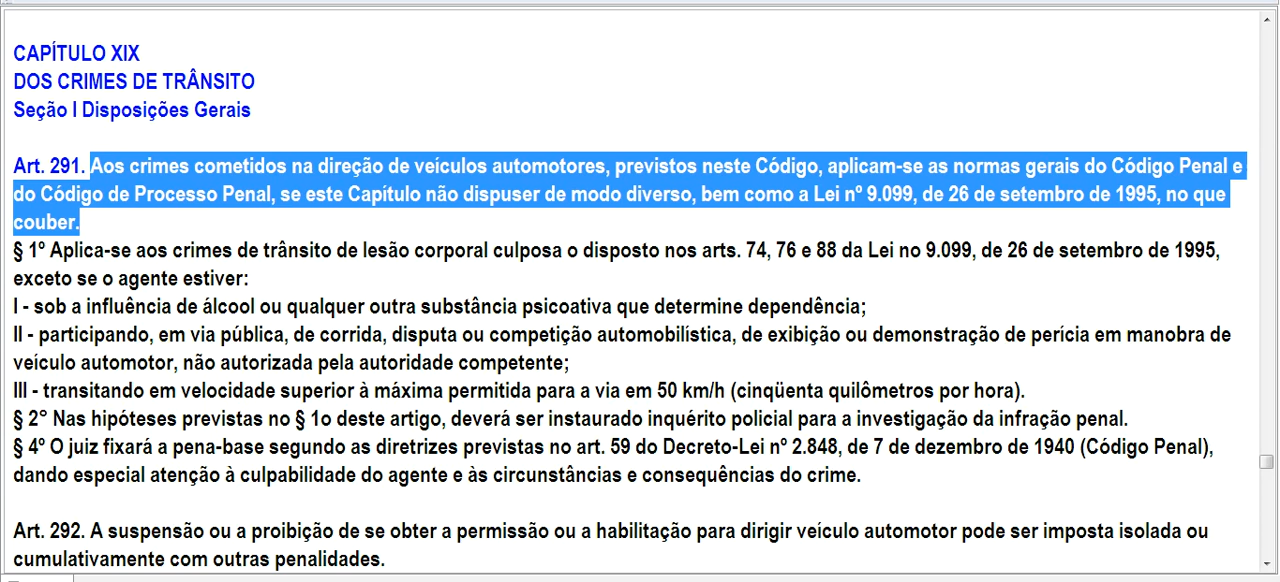 CAPÍTULO XIX
DOS CRIMES DE TRÂNSITO
Seção I Disposições Gerais
Art. 291. Aos crimes cometidos na direção de veículos automotores, previstos neste Código, aplicam-se as normas gerais do Código Penal e
do Código de Processo Penal, se este Capítulo não dispuser de modo diverso, bem como a Lei nº 9.099, de 26 de setembro de 1995, no que
couber.
§ 1º Aplica-se aos crimes de trânsito de lesão corporal culposa o disposto nos arts. 74, 76 e 88 da Lei no 9.099, de 26 de setembro de 1995,
exceto se o agente estiver:
I - sob a influência de álcool ou qualquer outra substância psicoativa que determine dependência;
II - participando, em via pública, de corrida, disputa ou competição automobilística, de exibição ou demonstração de perícia em manobra de
veículo automotor, não autorizada pela autoridade competente;
III - transitando em velocidade superior à máxima permitida para a via em 50 km/h (cinqüenta quilômetros por hora).
§ 2° Nas hipóteses previstas no § 1o deste artigo, deverá ser instaurado inquérito policial para a investigação da infração penal.
§ 4º O juiz fixará a pena-base segundo as diretrizes previstas no art. 59 do Decreto-Lei nº 2.848, de 7 de dezembro de 1940 (Código Penal),
dando especial atenção à culpabilidade do agente e às circunstâncias e consequências do crime.
Art. 292. A suspensão ou a proibição de se obter a permissão ou a habilitação para dirigir veículo automotor pode ser imposta isolada ou
cumulativamente com outras penalidades.